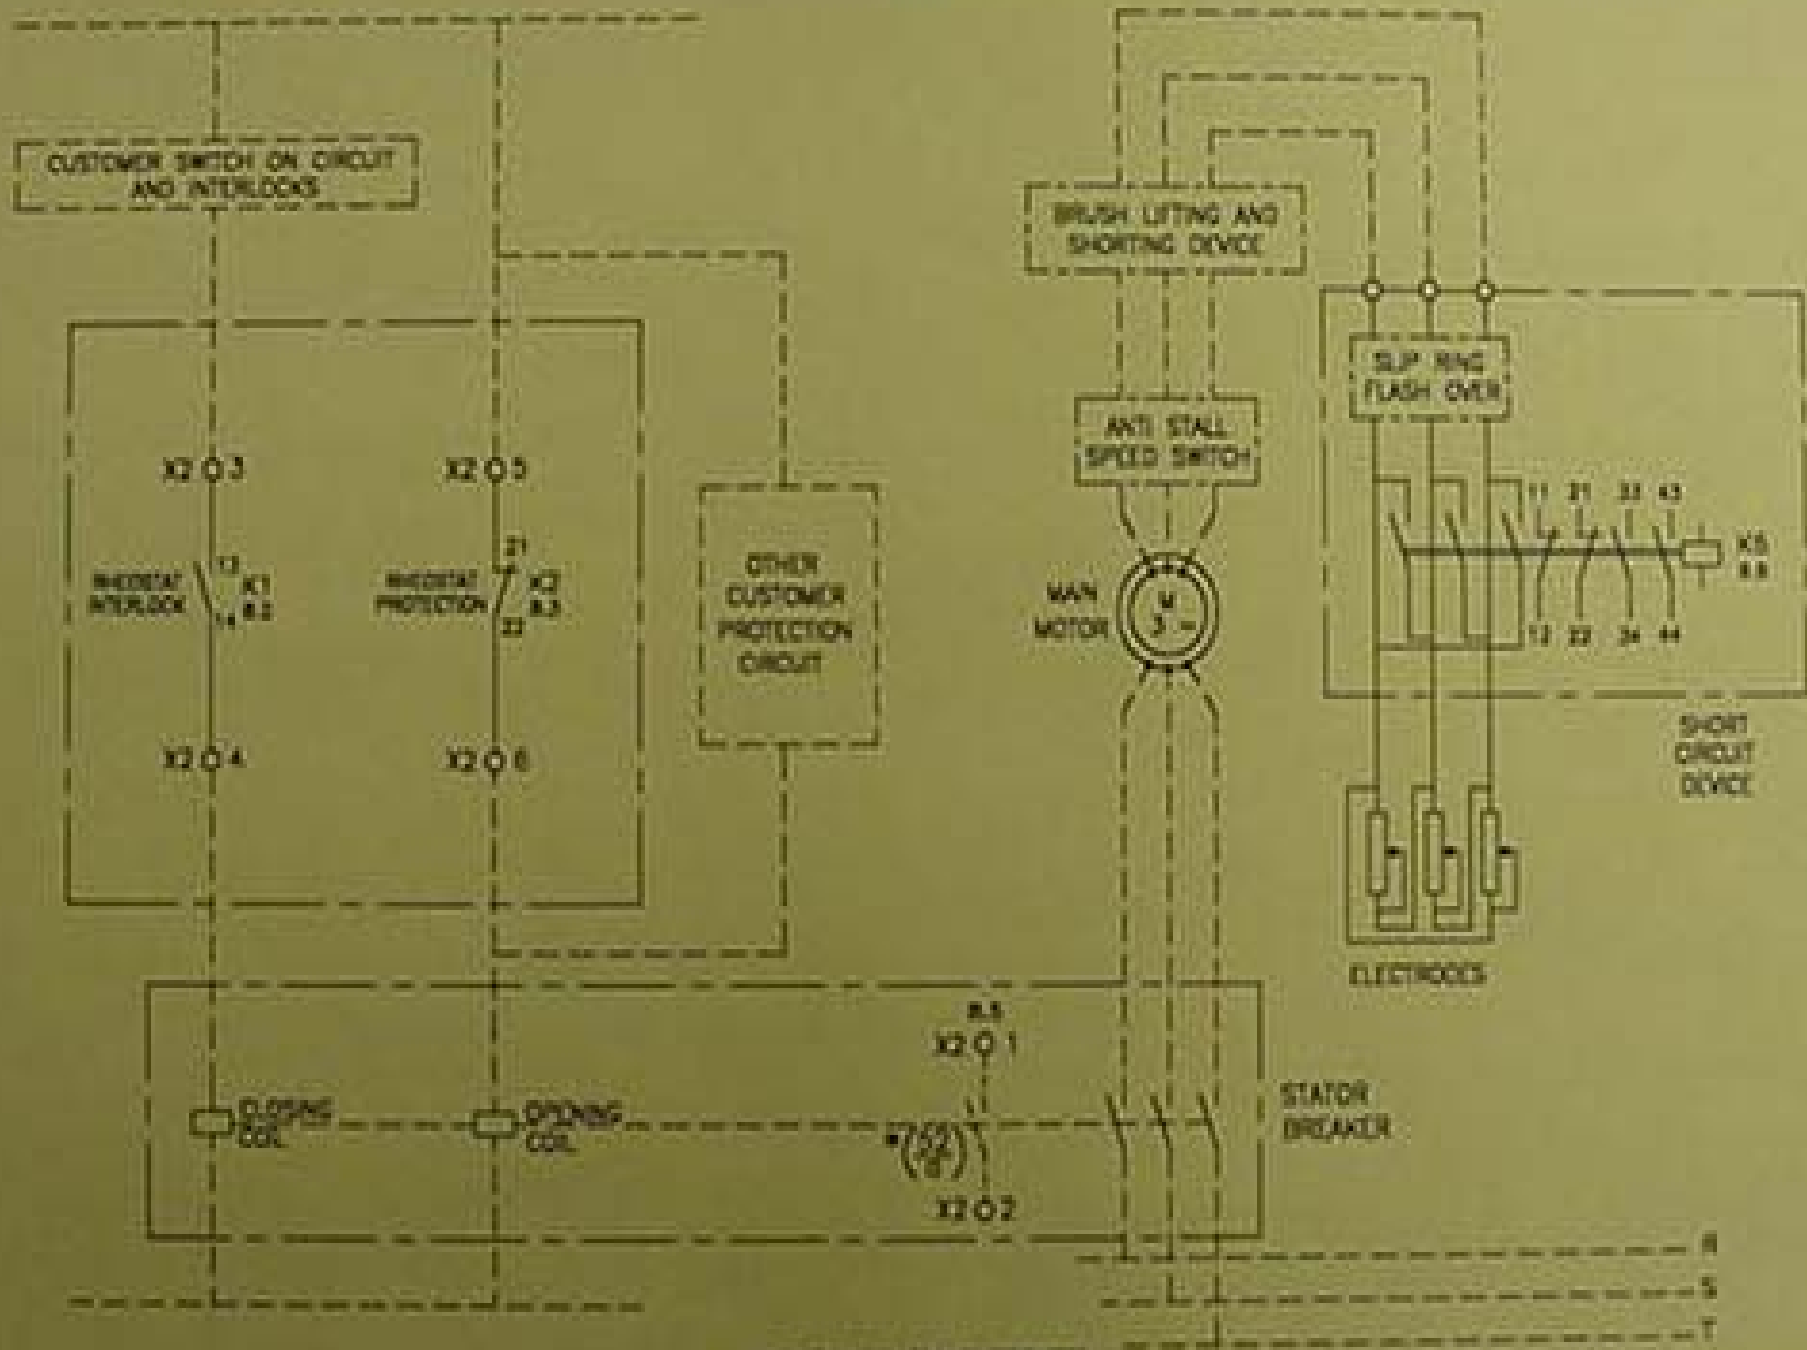 CUSTOMER SWITCH ON CIRCUIT
AND INTERLOCKS
BRUSH LIFTING AND
SHORTING DEVICE
SLIP RING
FLASH OVER
ANTI STALL
SPEED SWITCH
X2 3
X2 5
11 21 33 43
RHEOSTAT
INTERLOCK
13
K1
14
RHEOSTAT
PROTECTION
21
K2
22
OTHER
CUSTOMER
PROTECTION
CIRCUIT
MAIN
MOTOR
M
3 ~
K5
12 22 34 44
X2 4
X2 6
SHORT
CIRCUIT
DEVICE
ELECTRODES
X2 1
CLOSING
COIL
OPENING
COIL
STATOR
BREAKER
X2 2
R
S
T